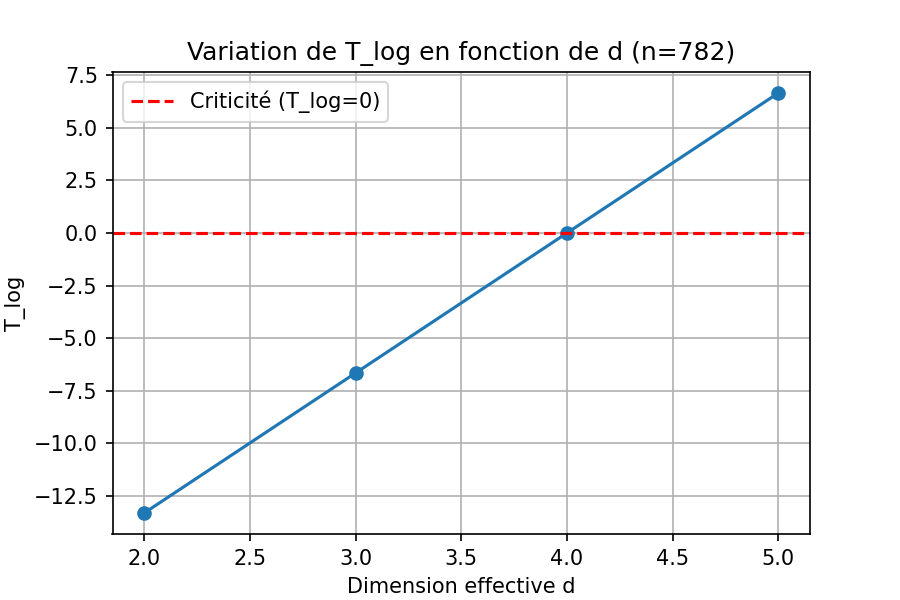 Variation de T_log en fonction de d (n=782)
Criticité (T_log=0)
7.5
5.0
2.5
0.0
−2.5
−5.0
−7.5
−10.0
−12.5
T_log
2.0 2.5 3.0 3.5 4.0 4.5 5.0
Dimension effective d